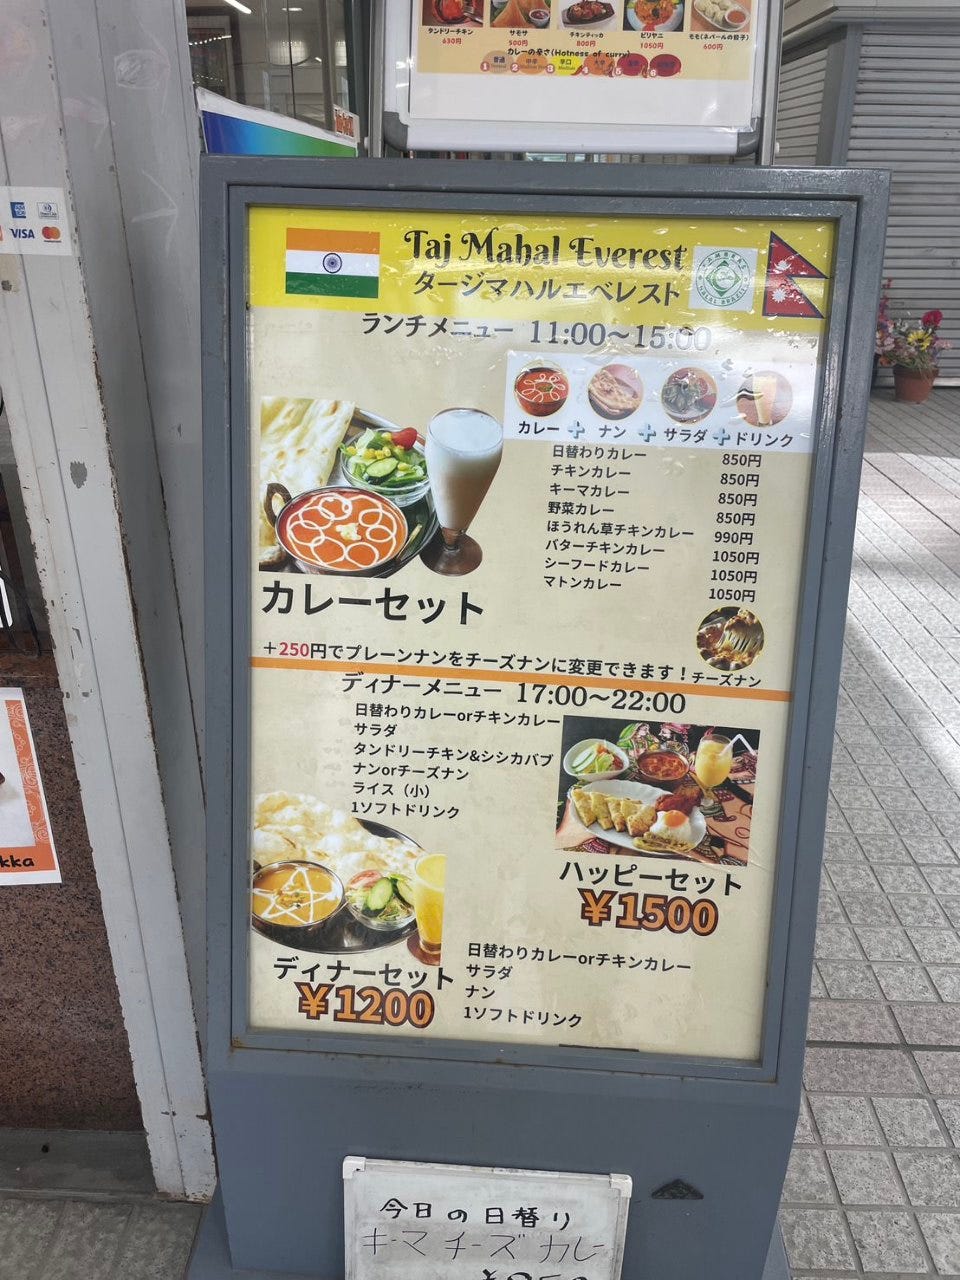 タンドリーチキン
630円
サモサ
500円
チキンティッカ
800円
ビリヤニ
1050円
モモ(ネパールの餃子)
600円
カレーの辛さ(Hotness of curry)
1 普通
2 中辛
3 辛口
4 大辛
5
6
VISA
Taj Mahal Everest
タージマハルエベレスト
ランチメニュー 11:00〜15:00
カレー + ナン + サラダ + ドリンク
日替わりカレー 850円
チキンカレー 850円
キーマカレー 850円
野菜カレー 850円
ほうれん草チキンカレー 990円
バターチキンカレー 1050円
シーフードカレー 1050円
マトンカレー 1050円
カレーセット
+250円でプレーンナンをチーズナンに変更できます!チーズナン
ディナーメニュー 17:00〜22:00
日替わりカレーorチキンカレー
サラダ
タンドリーチキン&シシカバブ
ナンorチーズナン
ライス(小)
1ソフトドリンク
ハッピーセット
¥1500
ディナーセット
¥1200
日替わりカレーorチキンカレー
サラダ
ナン
1ソフトドリンク
kka
今日の日替り
キーマチーズカレー